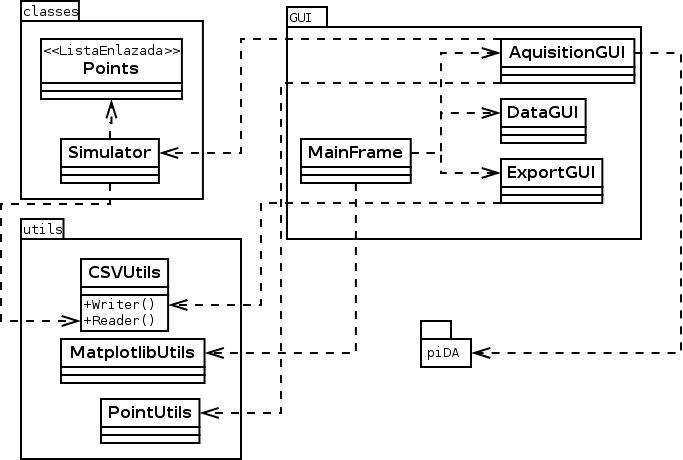 classes
<<ListaEnlazada>>
Points
Simulator
GUI
AquisitionGUI
DataGUI
MainFrame
ExportGUI
utils
CSVUtils
+Writer()
+Reader()
MatplotlibUtils
PointUtils
piDA